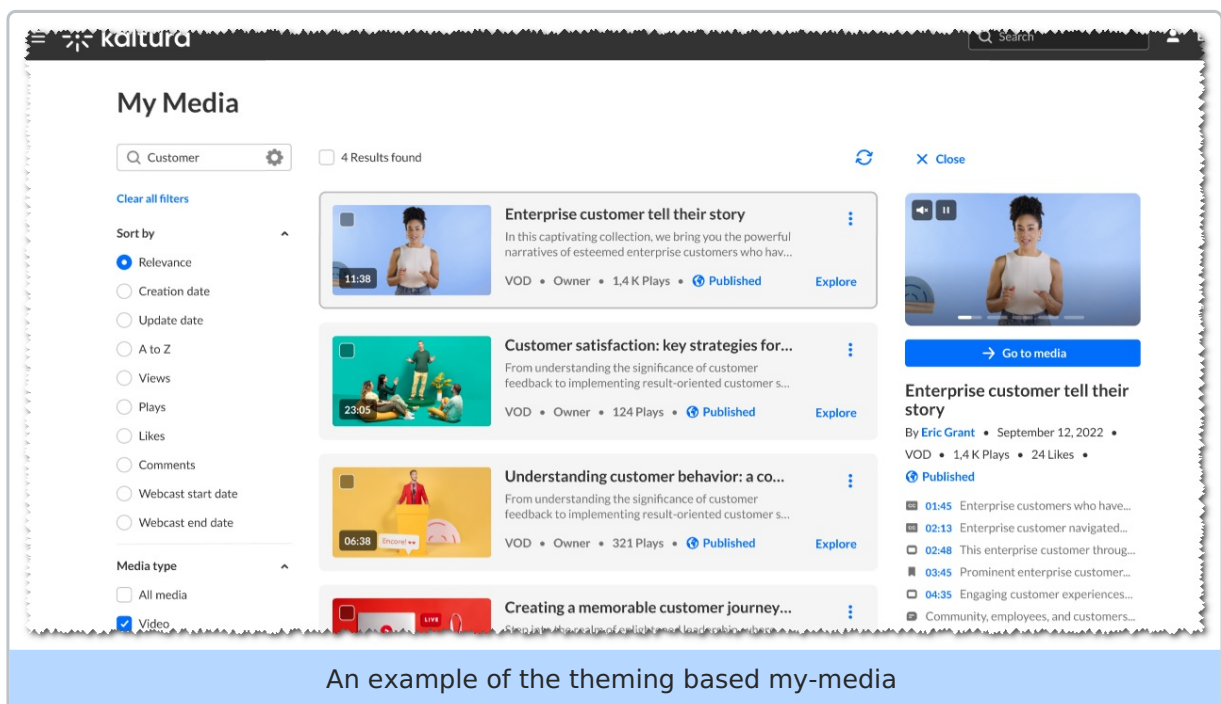 kaltura
Search
My Media
Customer
4 Results found
Close
Clear all filters
Sort by
Relevance
Creation date
Update date
A to Z
Views
Plays
Likes
Comments
Webcast start date
Webcast end date
Media type
All media
Video
11:38
Enterprise customer tell their story
In this captivating collection, we bring you the powerful
narratives of esteemed enterprise customers who hav...
VOD • Owner • 1,4 K Plays • Published
Explore
23:05
Customer satisfaction: key strategies for...
From understanding the significance of customer
feedback to implementing result-oriented customer s...
VOD • Owner • 124 Plays • Published
Explore
06:38
Encore!
Understanding customer behavior: a co...
From understanding the significance of customer
feedback to implementing result-oriented customer s...
VOD • Owner • 321 Plays • Published
Explore
LIVE
Creating a memorable customer journey...
Step into the realm of enlightened leadership, where
Go to media
Enterprise customer tell their
story
By Eric Grant • September 12, 2022 •
VOD • 1,4 K Plays • 24 Likes •
Published
01:45 Enterprise customers who have...
02:13 Enterprise customer navigated...
02:48 This enterprise customer throug...
03:45 Prominent enterprise customer...
04:35 Engaging customer experiences...
Community, employees, and customers...
An example of the theming based my-media